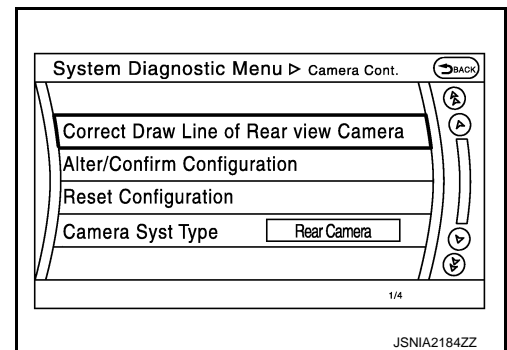 System Diagnostic Menu ▷ Camera Cont.
BACK
Correct Draw Line of Rear view Camera
Alter/Confirm Configuration
Reset Configuration
Camera Syst Type Rear Camera
1/4
JSNIA2184ZZ